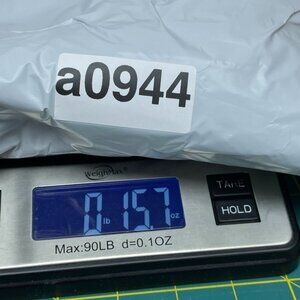 a0944
WeighMax
0 lb 15.7 oz
TARE
HOLD
Max:90LB d=0.1OZ